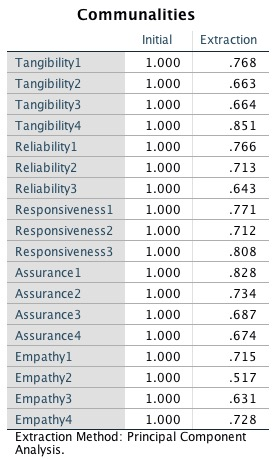 Communalities
Initial Extraction
Tangibility1 1.000 .768
Tangibility2 1.000 .663
Tangibility3 1.000 .664
Tangibility4 1.000 .851
Reliability1 1.000 .766
Reliability2 1.000 .713
Reliability3 1.000 .643
Responsiveness1 1.000 .771
Responsiveness2 1.000 .712
Responsiveness3 1.000 .808
Assurance1 1.000 .828
Assurance2 1.000 .734
Assurance3 1.000 .687
Assurance4 1.000 .674
Empathy1 1.000 .715
Empathy2 1.000 .517
Empathy3 1.000 .631
Empathy4 1.000 .728
Extraction Method: Principal Component
Analysis.